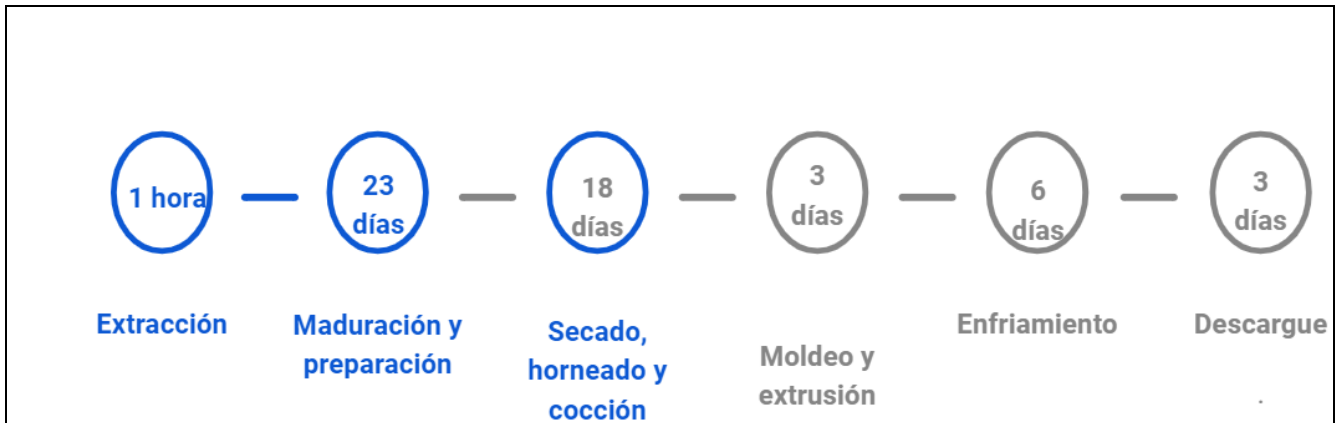 1 hora
23
días
18
días
3
días
6
días
3
días
Extracción
Maduración y
preparación
Secado,
horneado y
cocción
Moldeo y
extrusión
Enfriamiento
Descargue
.